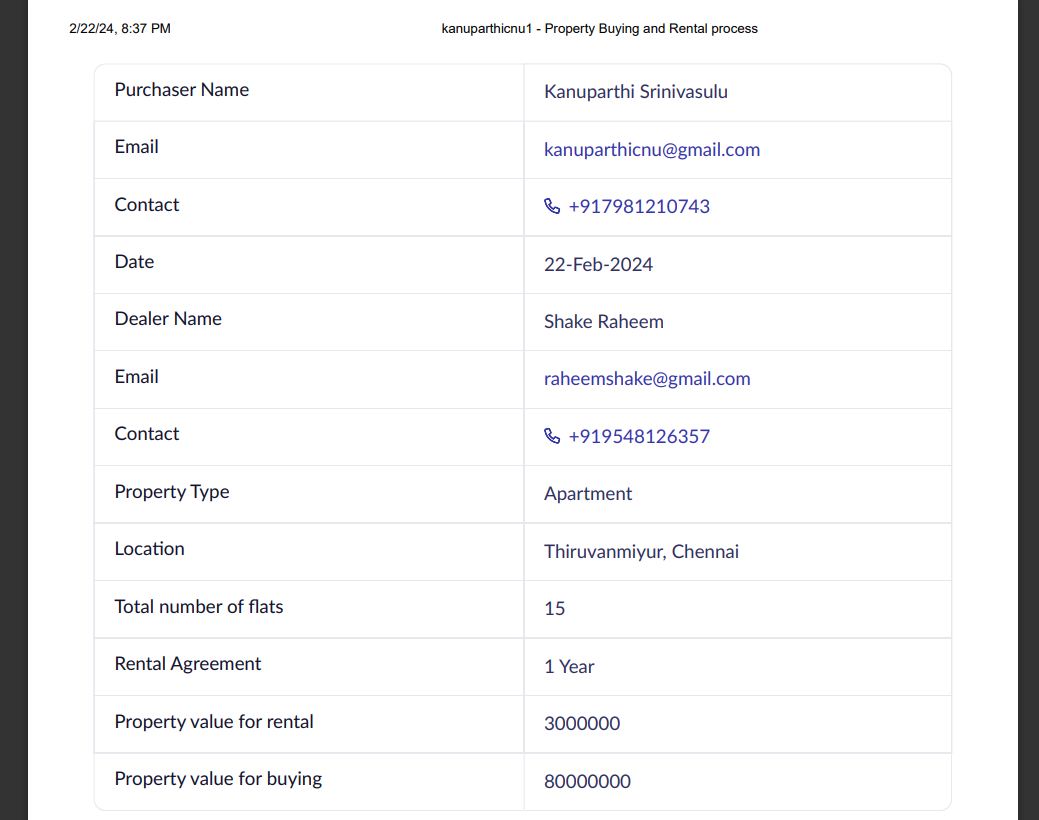 2/22/24, 8:37 PM kanuparthicnu1 - Property Buying and Rental process
Purchaser Name Kanuparthi Srinivasulu
Email kanuparthicnu@gmail.com
Contact +917981210743
Date 22-Feb-2024
Dealer Name Shake Raheem
Email raheemshake@gmail.com
Contact +919548126357
Property Type Apartment
Location Thiruvanmiyur, Chennai
Total number of flats 15
Rental Agreement 1 Year
Property value for rental 3000000
Property value for buying 80000000